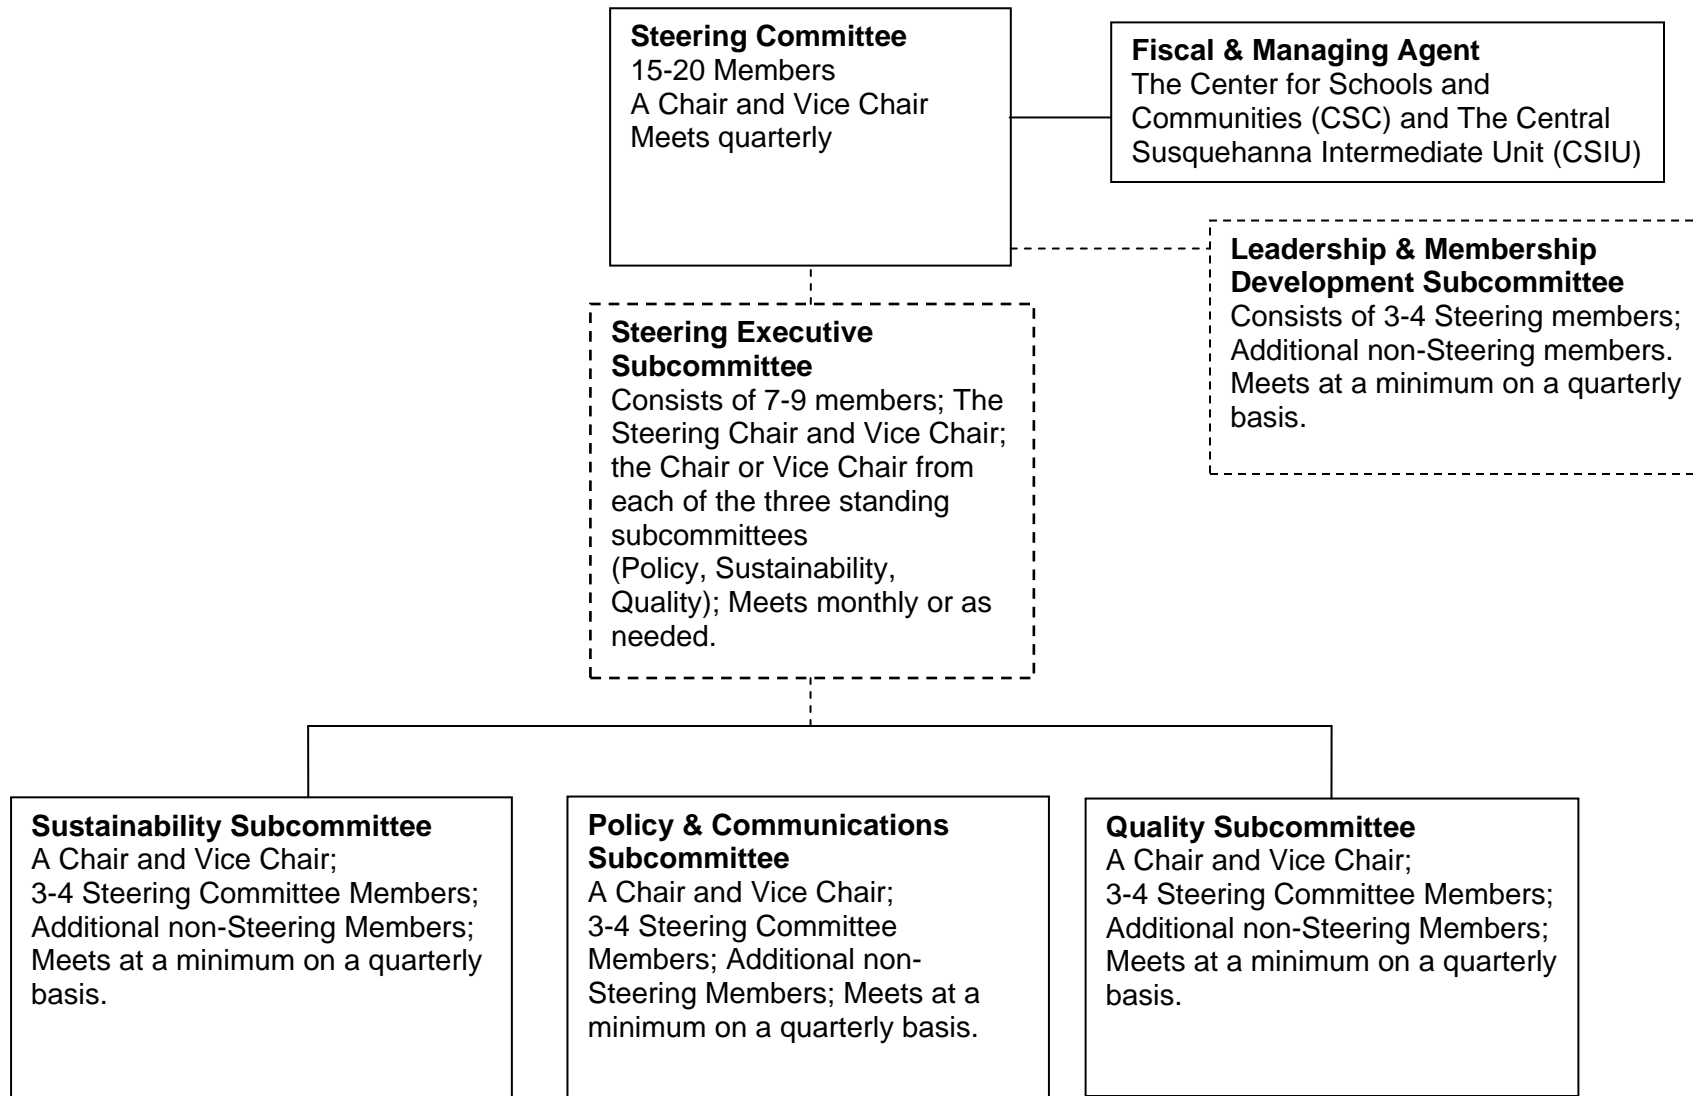 Steering Committee
15-20 Members
A Chair and Vice Chair
Meets quarterly
Fiscal & Managing Agent
The Center for Schools and
Communities (CSC) and The Central
Susquehanna Intermediate Unit (CSIU)
Leadership & Membership
Development Subcommittee
Consists of 3-4 Steering members;
Additional non-Steering members.
Meets at a minimum on a quarterly
basis.
Steering Executive
Subcommittee
Consists of 7-9 members; The
Steering Chair and Vice Chair;
the Chair or Vice Chair from
each of the three standing
subcommittees
(Policy, Sustainability,
Quality); Meets monthly or as
needed.
Sustainability Subcommittee
A Chair and Vice Chair;
3-4 Steering Committee Members;
Additional non-Steering Members;
Meets at a minimum on a quarterly
basis.
Policy & Communications
Subcommittee
A Chair and Vice Chair;
3-4 Steering Committee
Members; Additional non-
Steering Members; Meets at a
minimum on a quarterly basis.
Quality Subcommittee
A Chair and Vice Chair;
3-4 Steering Committee Members;
Additional non-Steering Members;
Meets at a minimum on a quarterly
basis.